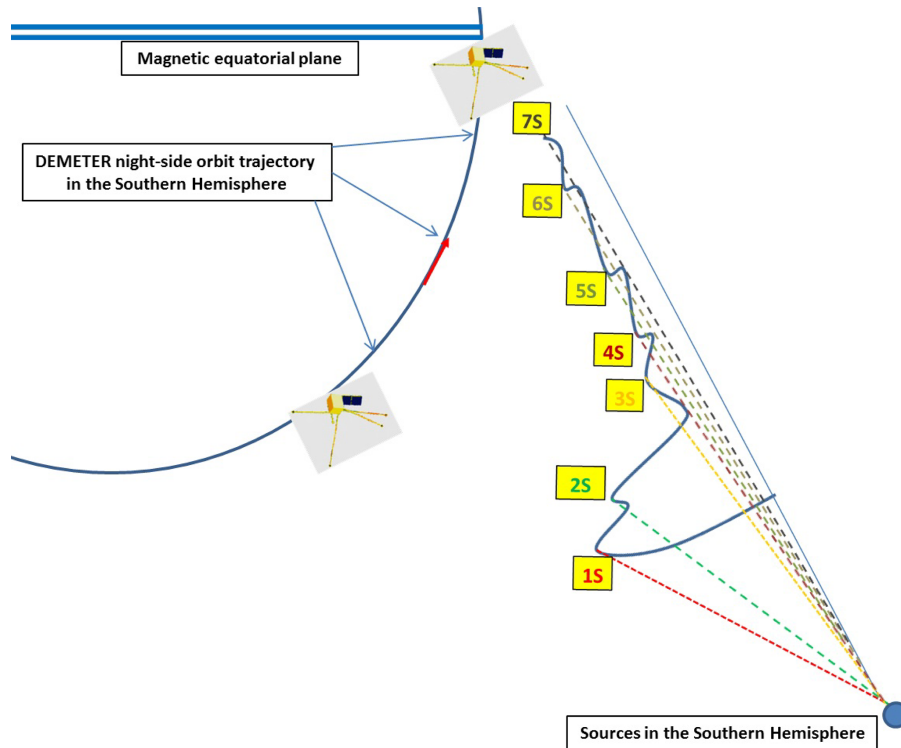 Magnetic equatorial plane
DEMETER night-side orbit trajectory
in the Southern Hemisphere
7S
6S
5S
4S
3S
2S
1S
Sources in the Southern Hemisphere